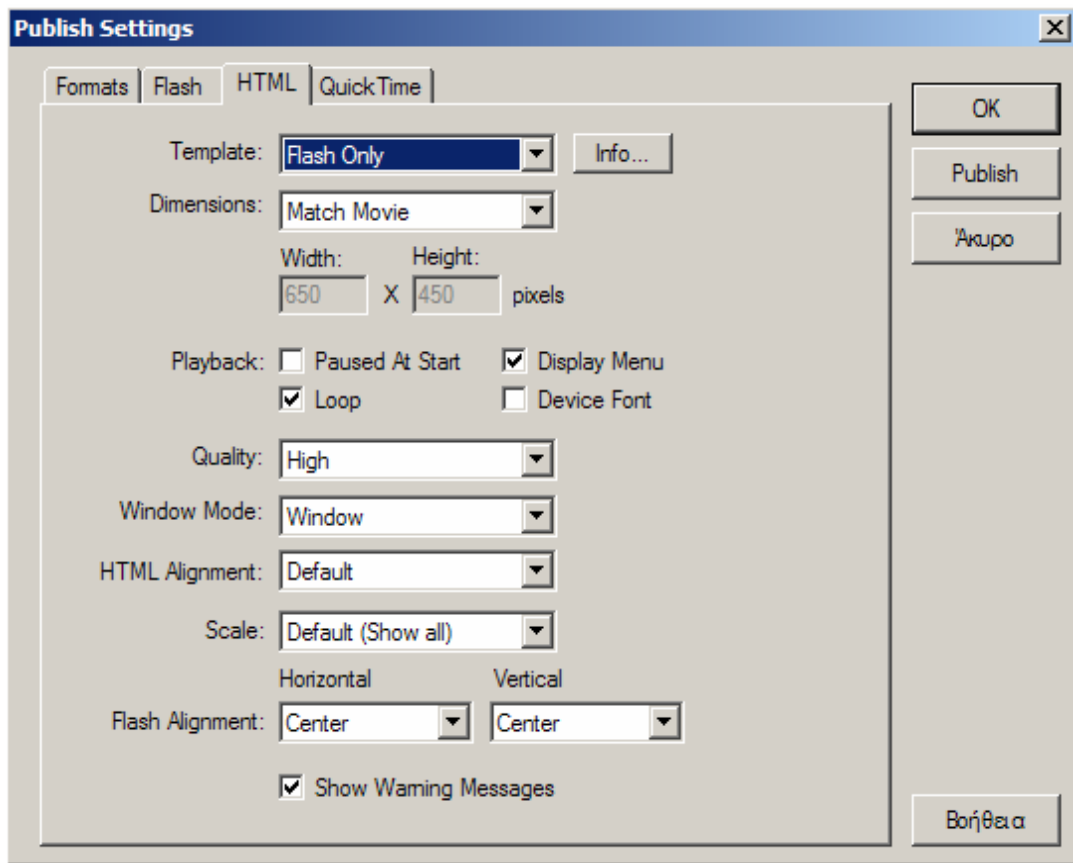 Publish Settings
Formats Flash HTML QuickTime
OK
Template: Flash Only Info...
Publish
Dimensions: Match Movie
Άκυρο
Width: Height:
650 X 450 pixels
Playback: Paused At Start Display Menu
Loop Device Font
Quality: High
Window Mode: Window
HTML Alignment: Default
Scale: Default (Show all)
Horizontal Vertical
Flash Alignment: Center Center
Show Warning Messages
Βοήθεια